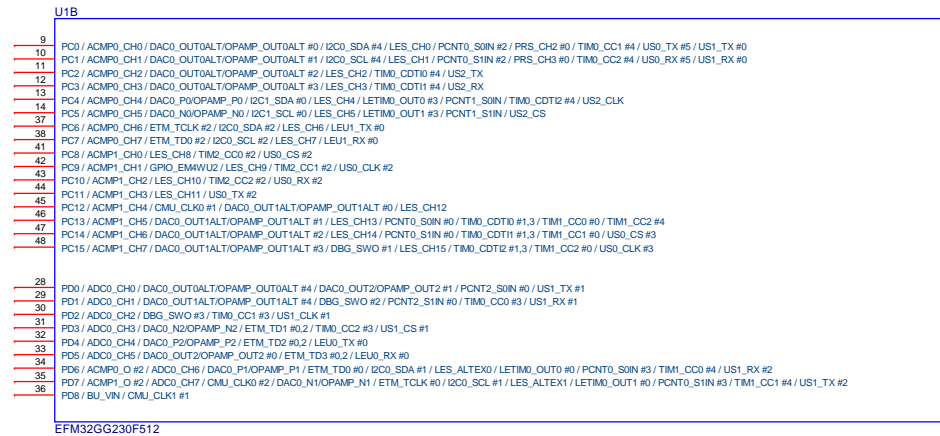 U1B
9 PC0 / ACMP0_CH0 / DAC0_OUT0ALT/OPAMP_OUT0ALT #0 / I2C0_SDA #4 / LES_CH0 / PCNT0_S0IN #2 / PRS_CH2 #0 / TIM0_CC1 #4 / US0_TX #5 / US1_TX #0
10 PC1 / ACMP0_CH1 / DAC0_OUT0ALT/OPAMP_OUT0ALT #1 / I2C0_SCL #4 / LES_CH1 / PCNT0_S1IN #2 / PRS_CH3 #0 / TIM0_CC2 #4 / US0_RX #5 / US1_RX #0
11 PC2 / ACMP0_CH2 / DAC0_OUT0ALT/OPAMP_OUT0ALT #2 / LES_CH2 / TIM0_CDTI0 #4 / US2_TX
12 PC3 / ACMP0_CH3 / DAC0_OUT0ALT/OPAMP_OUT0ALT #3 / LES_CH3 / TIM0_CDTI1 #4 / US2_RX
13 PC4 / ACMP0_CH4 / DAC0_P0/OPAMP_P0 / I2C1_SDA #0 / LES_CH4 / LETIM0_OUT0 #3 / PCNT1_S0IN / TIM0_CDTI2 #4 / US2_CLK
14 PC5 / ACMP0_CH5 / DAC0_N0/OPAMP_N0 / I2C1_SCL #0 / LES_CH5 / LETIM0_OUT1 #3 / PCNT1_S1IN / US2_CS
37 PC6 / ACMP0_CH6 / ETM_TCLK #2 / I2C0_SDA #2 / LES_CH6 / LEU1_TX #0
38 PC7 / ACMP0_CH7 / ETM_TD0 #2 / I2C0_SCL #2 / LES_CH7 / LEU1_RX #0
41 PC8 / ACMP1_CH0 / LES_CH8 / TIM2_CC0 #2 / US0_CS #2
42 PC9 / ACMP1_CH1 / GPIO_EM4WU2 / LES_CH9 / TIM2_CC1 #2 / US0_CLK #2
43 PC10 / ACMP1_CH2 / LES_CH10 / TIM2_CC2 #2 / US0_RX #2
44 PC11 / ACMP1_CH3 / LES_CH11 / US0_TX #2
45 PC12 / ACMP1_CH4 / CMU_CLK0 #1 / DAC0_OUT1ALT/OPAMP_OUT1ALT #0 / LES_CH12
46 PC13 / ACMP1_CH5 / DAC0_OUT1ALT/OPAMP_OUT1ALT #1 / LES_CH13 / PCNT0_S0IN #0 / TIM0_CDTI0 #1,3 / TIM1_CC0 #0 / TIM1_CC2 #4
47 PC14 / ACMP1_CH6 / DAC0_OUT1ALT/OPAMP_OUT1ALT #2 / LES_CH14 / PCNT0_S1IN #0 / TIM0_CDTI1 #1,3 / TIM1_CC1 #0 / US0_CS #3
48 PC15 / ACMP1_CH7 / DAC0_OUT1ALT/OPAMP_OUT1ALT #3 / DBG_SWO #1 / LES_CH15 / TIM0_CDTI2 #1,3 / TIM1_CC2 #0 / US0_CLK #3
28 PD0 / ADC0_CH0 / DAC0_OUT0ALT/OPAMP_OUT0ALT #4 / DAC0_OUT2/OPAMP_OUT2 #1 / PCNT2_S0IN #0 / US1_TX #1
29 PD1 / ADC0_CH1 / DAC0_OUT1ALT/OPAMP_OUT1ALT #4 / DBG_SWO #2 / PCNT2_S1IN #0 / TIM0_CC0 #3 / US1_RX #1
30 PD2 / ADC0_CH2 / DBG_SWO #3 / TIM0_CC1 #3 / US1_CLK #1
31 PD3 / ADC0_CH3 / DAC0_N2/OPAMP_N2 / ETM_TD1 #0,2 / TIM0_CC2 #3 / US1_CS #1
32 PD4 / ADC0_CH4 / DAC0_P2/OPAMP_P2 / ETM_TD2 #0,2 / LEU0_TX #0
33 PD5 / ADC0_CH5 / DAC0_OUT2/OPAMP_OUT2 #0 / ETM_TD3 #0,2 / LEU0_RX #0
34 PD6 / ACMP0_O #2 / ADC0_CH6 / DAC0_P1/OPAMP_P1 / ETM_TD0 #0 / I2C0_SDA #1 / LES_ALTEX0 / LETIM0_OUT0 #0 / PCNT0_S0IN #3 / TIM1_CC0 #4 / US1_RX #2
35 PD7 / ACMP1_O #2 / ADC0_CH7 / CMU_CLK0 #2 / DAC0_N1/OPAMP_N1 / ETM_TCLK #0 / I2C0_SCL #1 / LES_ALTEX1 / LETIM0_OUT1 #0 / PCNT0_S1IN #3 / TIM1_CC1 #4 / US1_TX #2
36 PD8 / BU_VIN / CMU_CLK1 #1
EFM32GG230F512